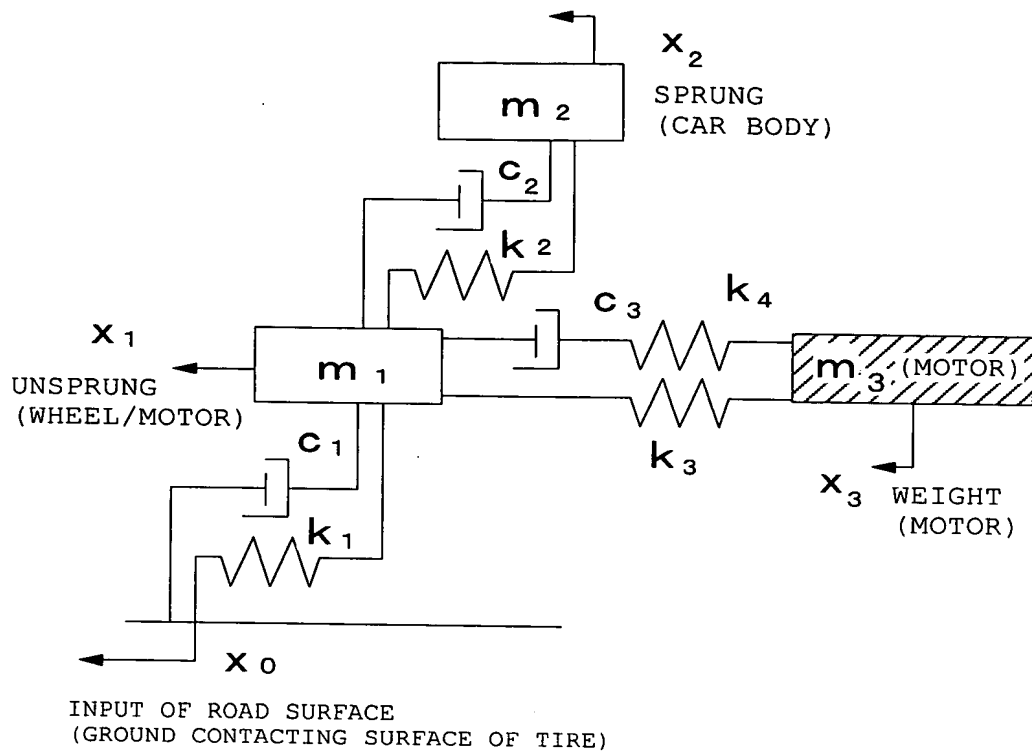 x₂
SPRUNG
(CAR BODY)
m₂
c₂
k₂
c₃
k₄
x₁
m₁
m₃ (MOTOR)
UNSPRUNG
(WHEEL/MOTOR)
k₃
c₁
x₃
WEIGHT
(MOTOR)
k₁
x₀
INPUT OF ROAD SURFACE
(GROUND CONTACTING SURFACE OF TIRE)